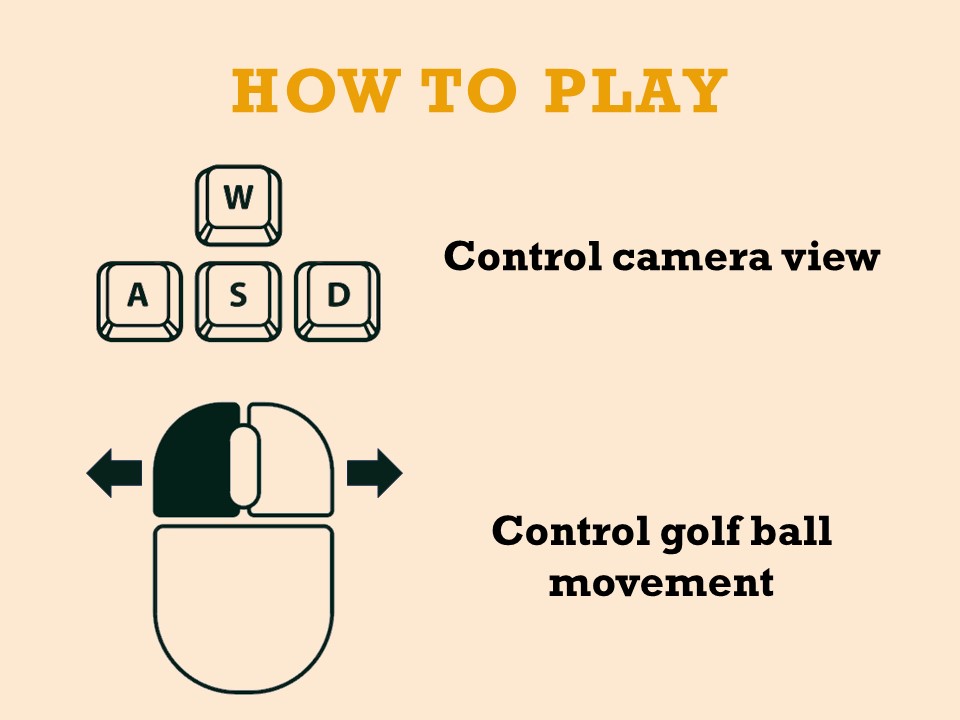 HOW TO PLAY
W
Control camera view
A S D
Control golf ball
movement